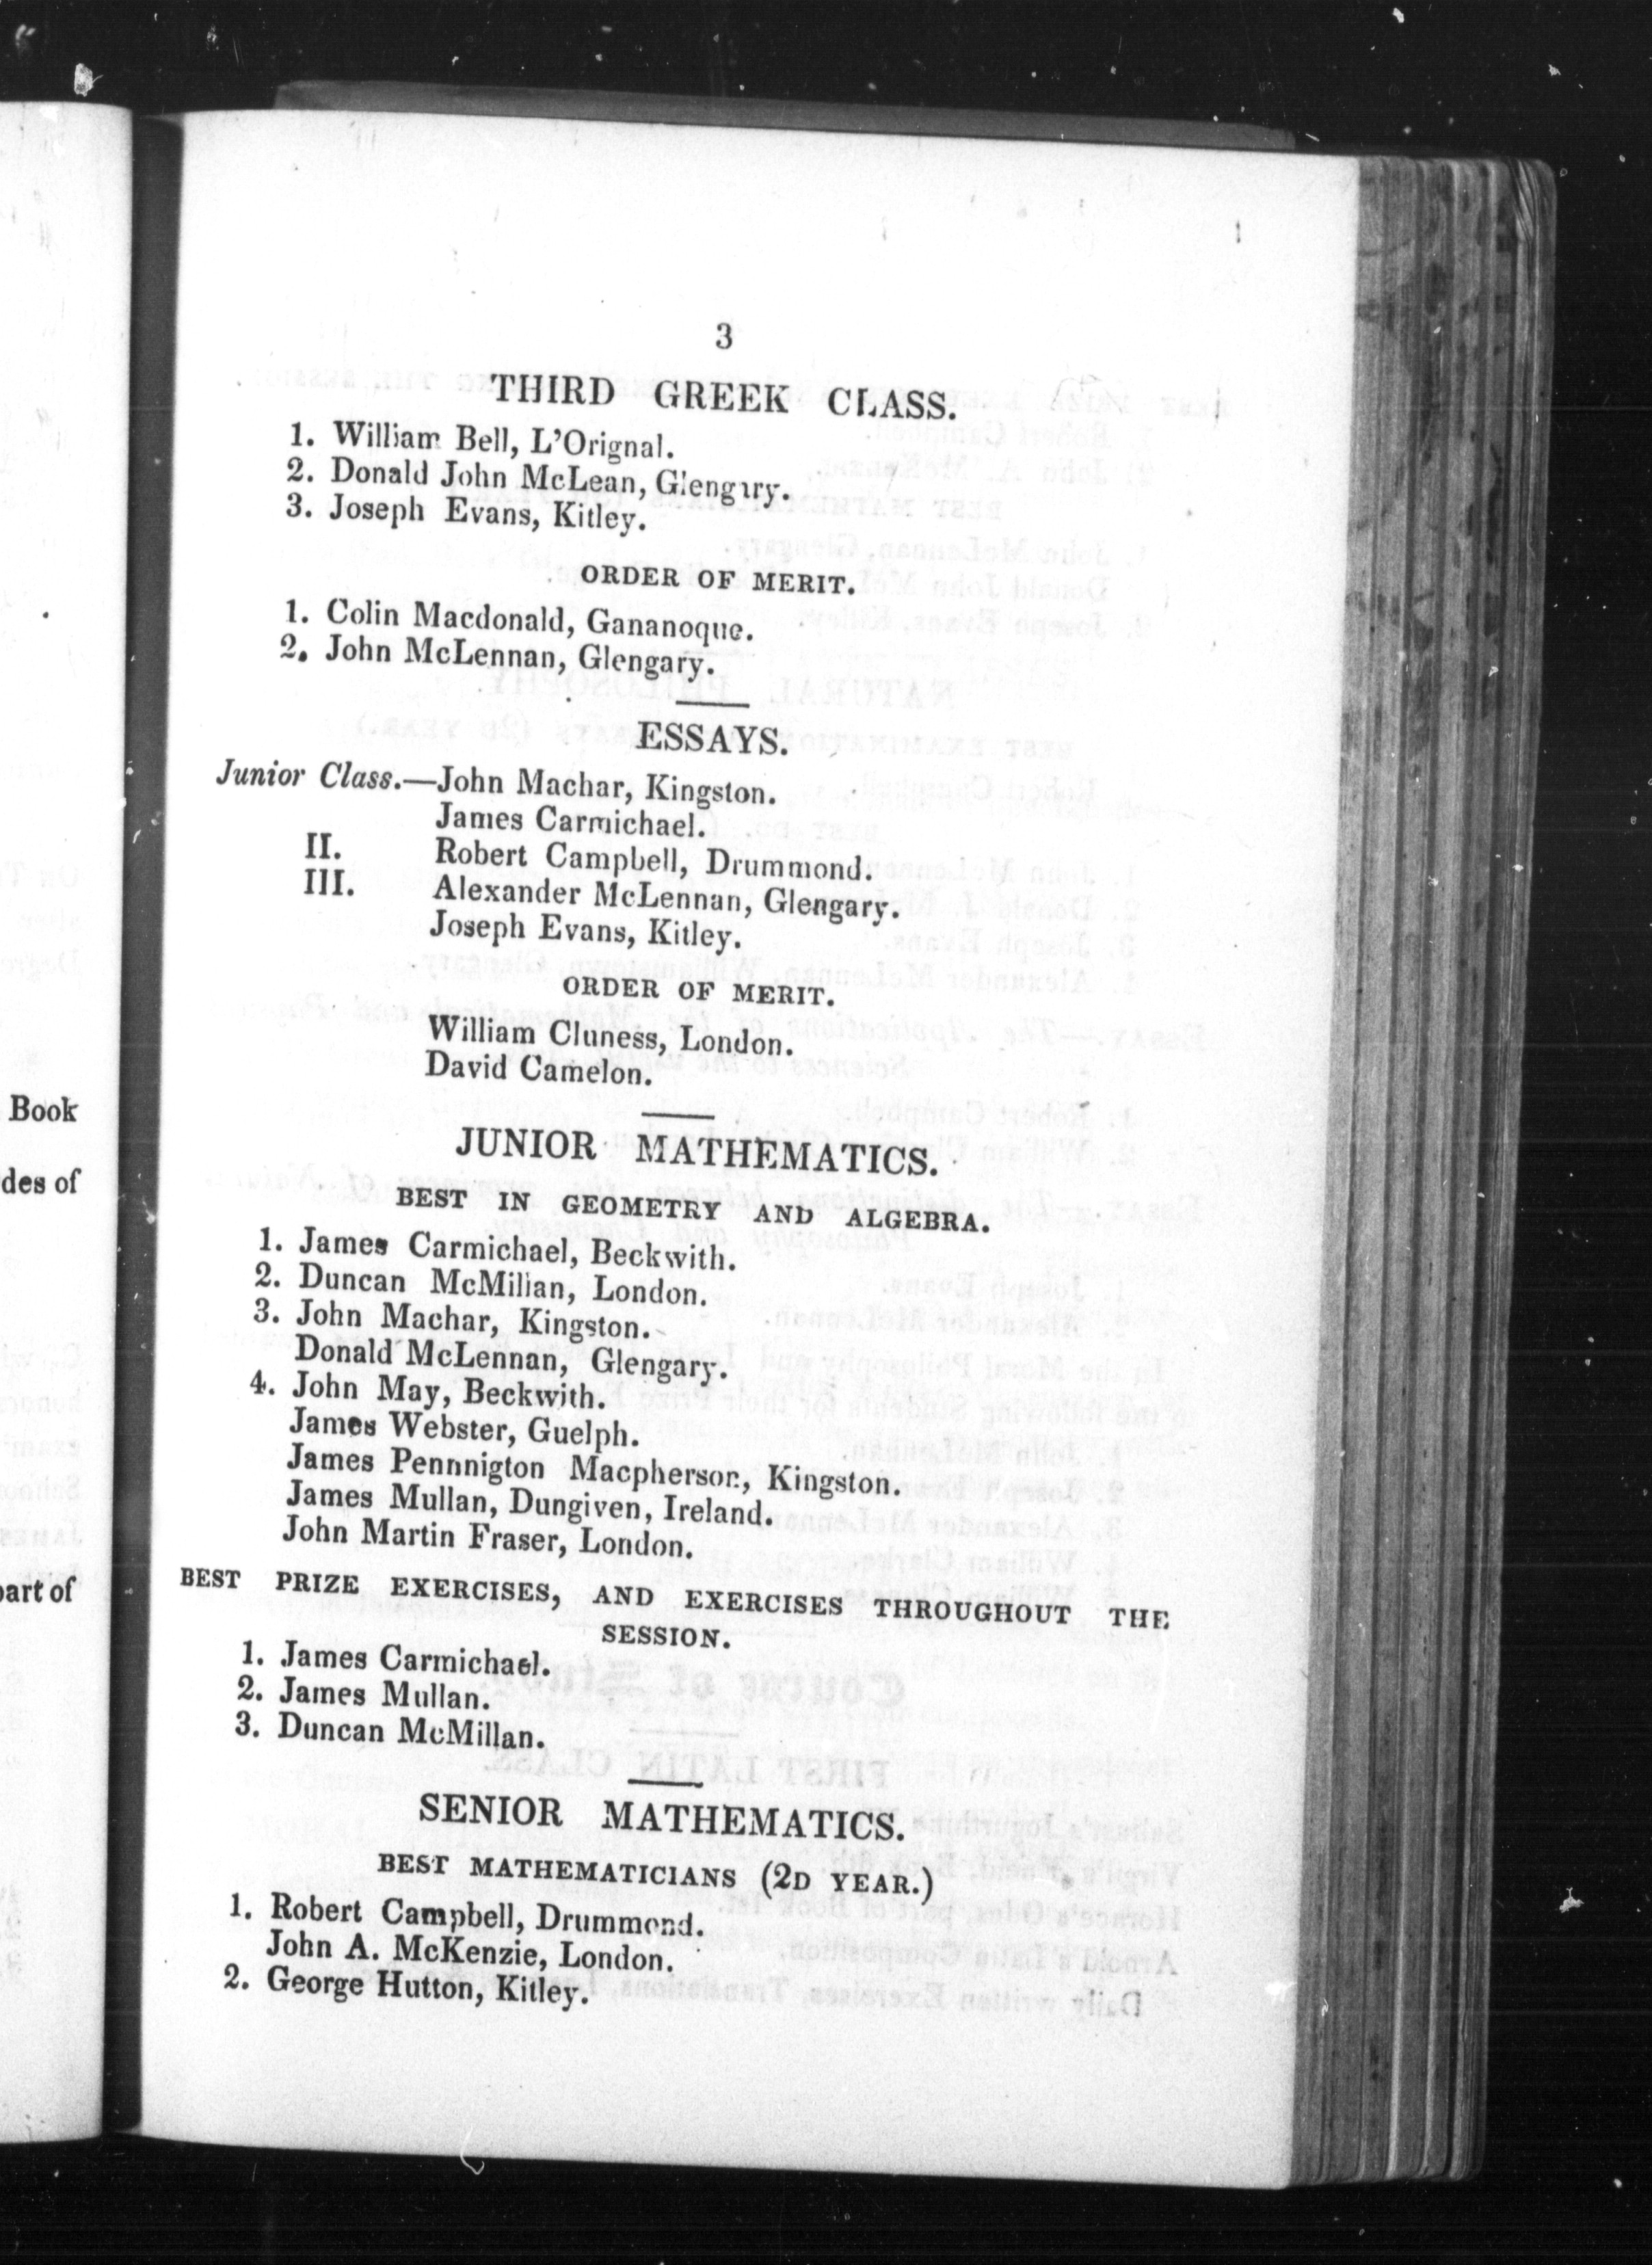 3
THIRD GREEK CLASS.
1. William Bell, L'Orignal.
2. Donald John McLean, Glengary.
3. Joseph Evans, Kitley.
ORDER OF MERIT.
1. Colin Macdonald, Gananoque.
2. John McLennan, Glengary.
ESSAYS.
Junior Class.—John Machar, Kingston.
James Carmichael.
II. Robert Campbell, Drummond.
III. Alexander McLennan, Glengary.
Joseph Evans, Kitley.
ORDER OF MERIT.
William Cluness, London.
David Camelon.
JUNIOR MATHEMATICS.
BEST IN GEOMETRY AND ALGEBRA.
1. James Carmichael, Beckwith.
2. Duncan McMillan, London.
3. John Machar, Kingston.
Donald McLennan, Glengary.
4. John May, Beckwith.
James Webster, Guelph.
James Pennnigton Macpherson, Kingston.
James Mullan, Dungiven, Ireland.
John Martin Fraser, London.
BEST PRIZE EXERCISES, AND EXERCISES THROUGHOUT THE
SESSION.
1. James Carmichael.
2. James Mullan.
3. Duncan McMillan.
SENIOR MATHEMATICS.
BEST MATHEMATICIANS (2D YEAR.)
1. Robert Campbell, Drummond.
John A. McKenzie, London.
2. George Hutton, Kitley.
Book
des of
part of